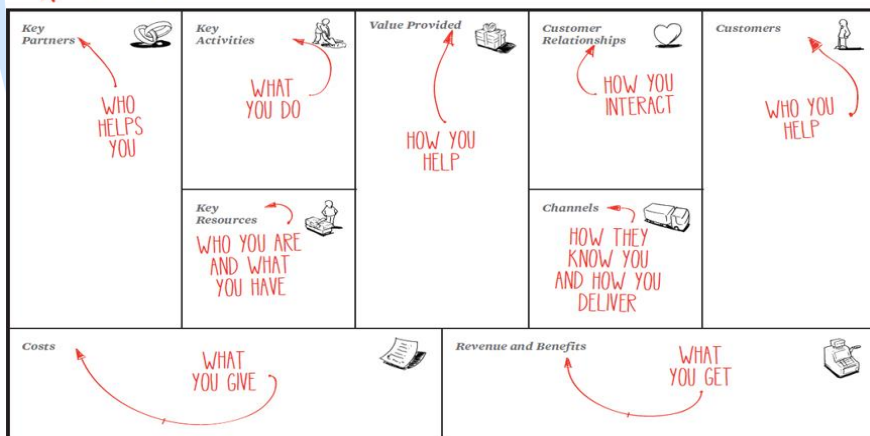 Key
Partners
WHO
HELPS
YOU
Key
Activities
WHAT
YOU DO
Key
Resources
WHO YOU ARE
AND WHAT
YOU HAVE
Value Provided
HOW YOU
HELP
Customer
Relationships
HOW YOU
INTERACT
Channels
HOW THEY
KNOW YOU
AND HOW YOU
DELIVER
Customers
WHO YOU
HELP
Costs
WHAT
YOU GIVE
Revenue and Benefits
WHAT
YOU GET